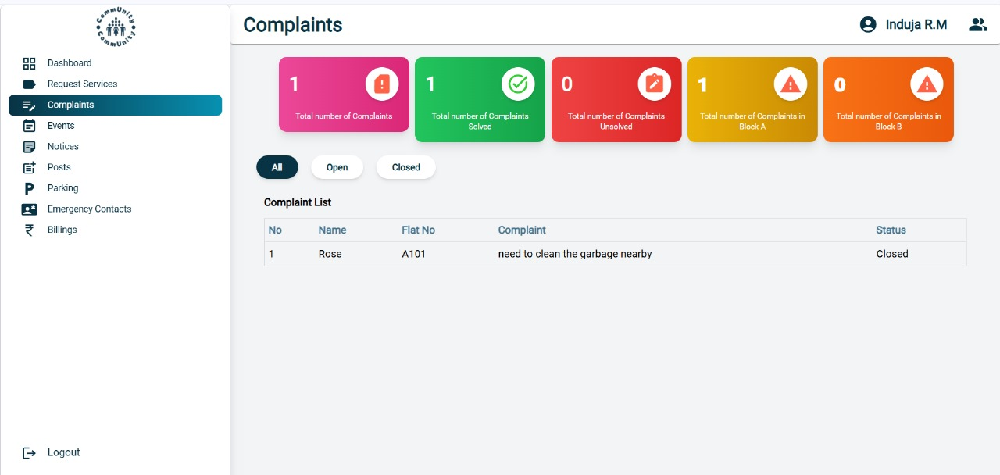 CommUnity
CommUnity
Complaints
Induja R.M
Dashboard
Request Services
Complaints
Events
Notices
Posts
P Parking
Emergency Contacts
₹ Billings
Logout
1
Total number of Complaints
1
Total number of Complaints
Solved
0
Total number of Complaints
Unsolved
1
Total number of Complaints in
Block A
0
Total number of Complaints in
Block B
All Open Closed
Complaint List
No Name Flat No Complaint Status
1 Rose A101 need to clean the garbage nearby Closed